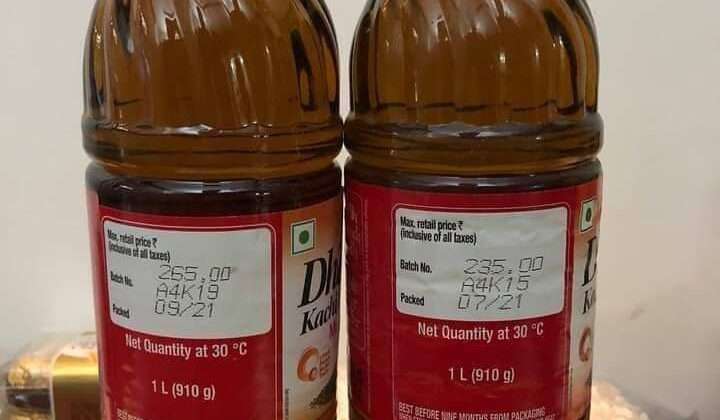 Max. retail price ₹
(inclusive of all taxes)
265.00
Batch No.
A4K19
Packed
09/21
Net Quantity at 30 °C
1 L (910 g)
Max. retail price ₹
(inclusive of all taxes)
235.00
Batch No.
A4K15
Packed
07/21
Net Quantity at 30 °C
1 L (910 g)
BEST BEFORE NINE MONTHS FROM PACKAGING